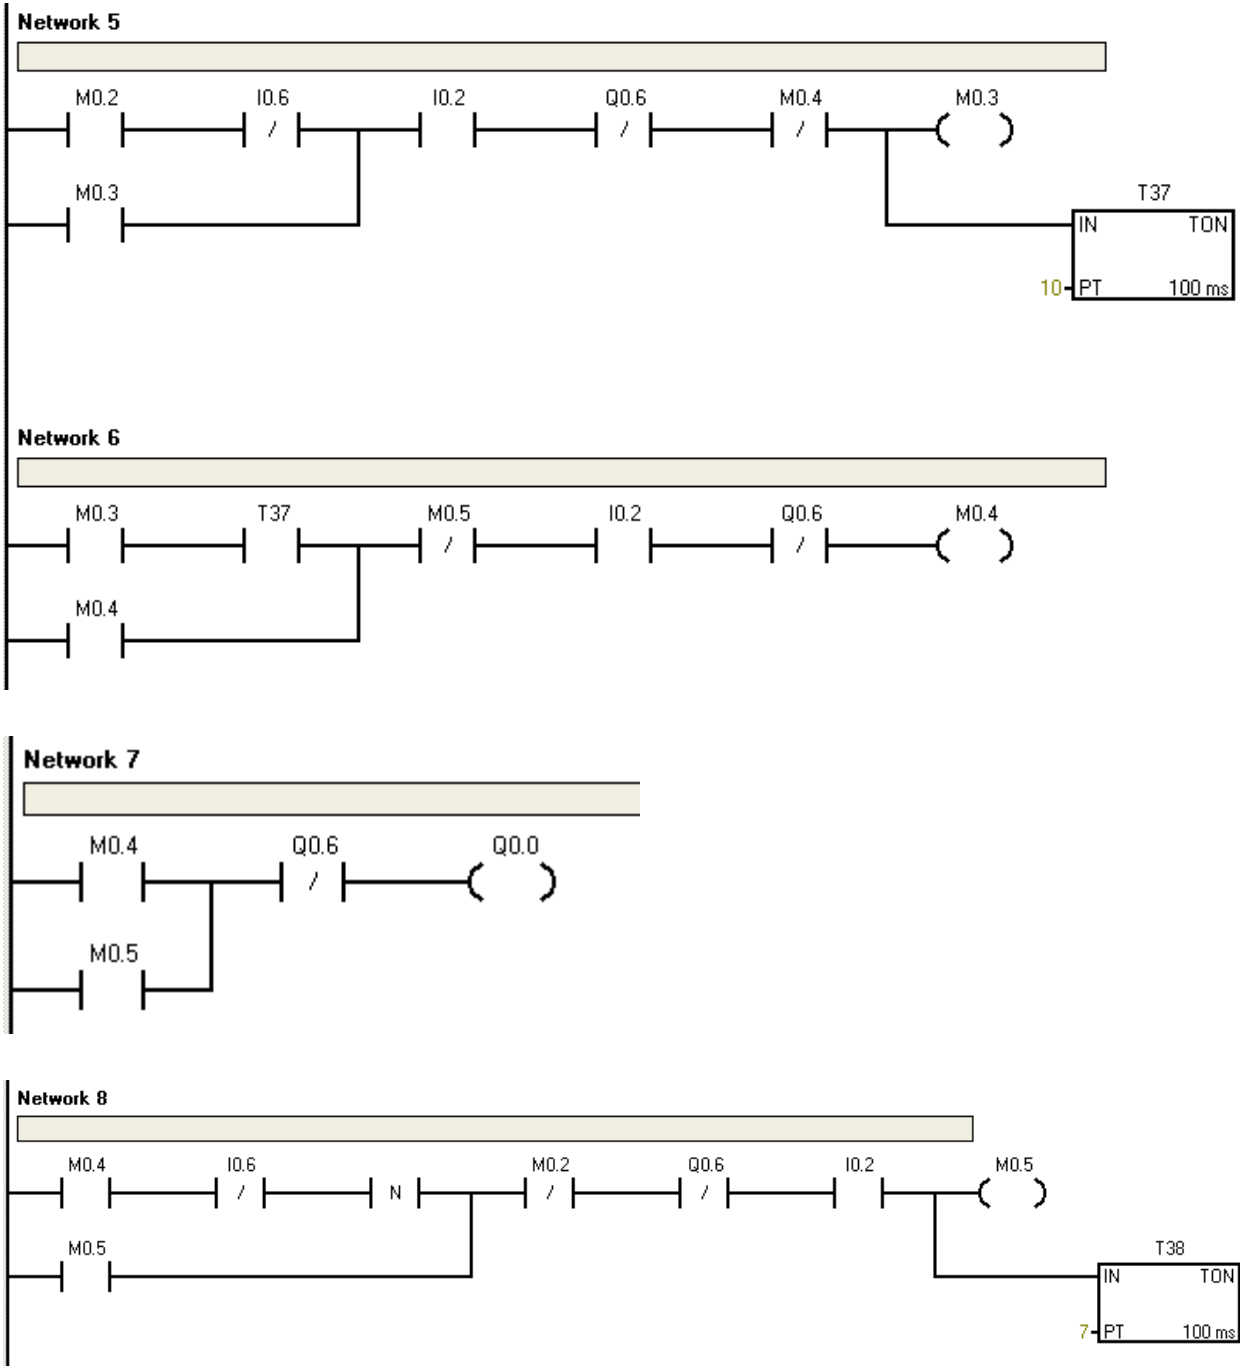 Network 5
M0.2 I0.6 I0.2 Q0.6 M0.4 M0.3
/ / /
M0.3
T37
IN TON
10 PT 100 ms
Network 6
M0.3 T37 M0.5 I0.2 Q0.6 M0.4
/ /
M0.4
Network 7
M0.4 Q0.6 Q0.0
/
M0.5
Network 8
M0.4 I0.6 M0.2 Q0.6 I0.2 M0.5
/ N / /
M0.5
T38
IN TON
7 PT 100 ms